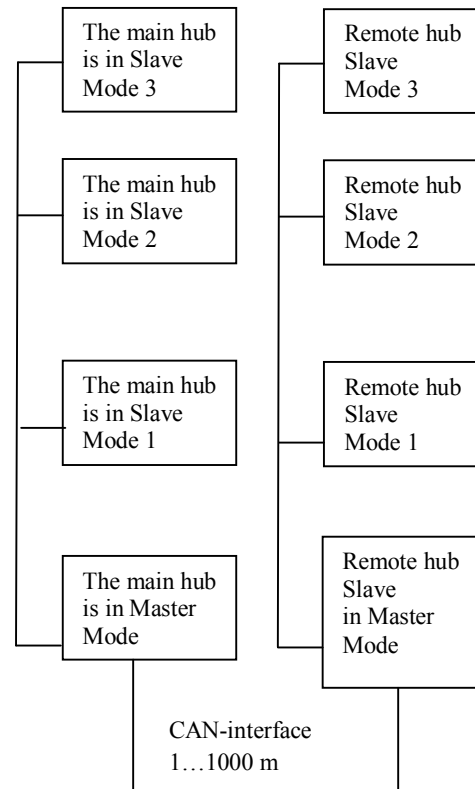 The main hub
is in Slave
Mode 3
Remote hub
Slave
Mode 3
The main hub
is in Slave
Mode 2
Remote hub
Slave
Mode 2
The main hub
is in Slave
Mode 1
Remote hub
Slave
Mode 1
The main hub
is in Master
Mode
Remote hub
Slave
in Master
Mode
CAN-interface
1…1000 m